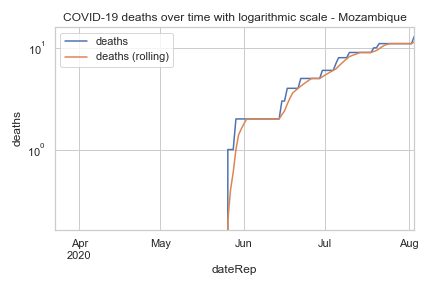 COVID-19 deaths over time with logarithmic scale - Mozambique
deaths
deaths (rolling)
10¹
10⁰
deaths
Apr
2020
May
Jun
Jul
Aug
dateRep